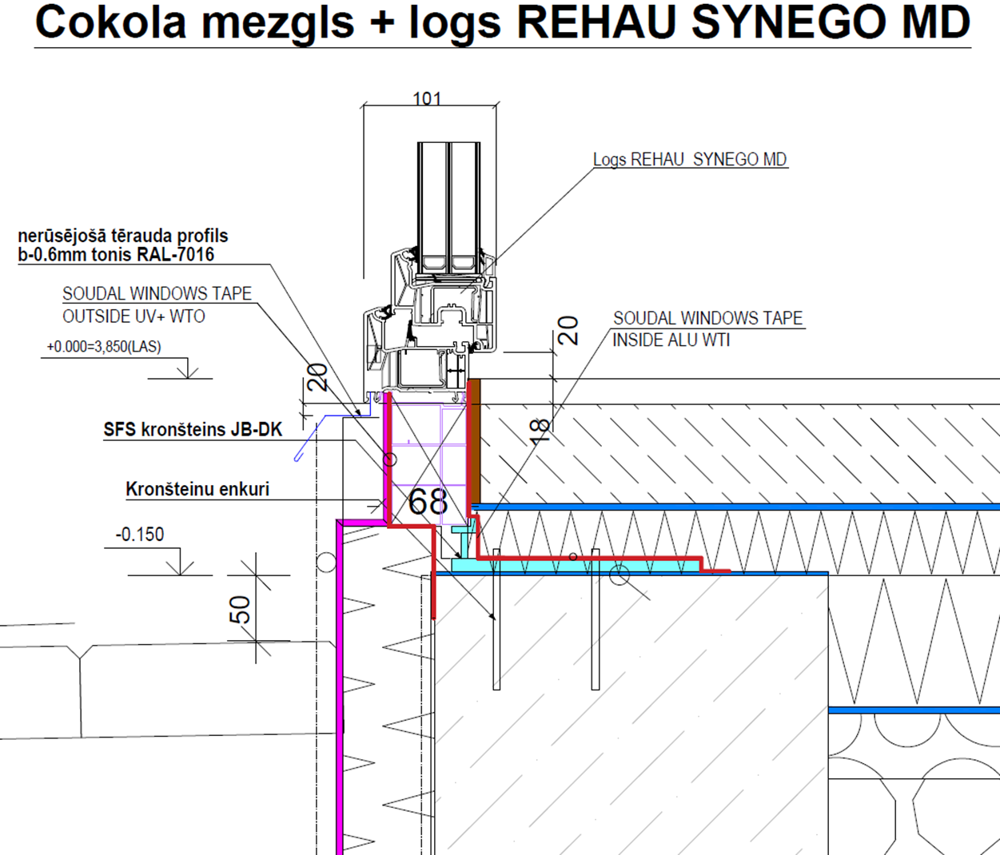 Cokola mezgls + logs REHAU SYNEGO MD
101
Logs REHAU SYNEGO MD
nerūsējošā tērauda profils
b-0.6mm tonis RAL-7016
SOUDAL WINDOWS TAPE
OUTSIDE UV+ WTO
SOUDAL WINDOWS TAPE
INSIDE ALU WTI
20
+0.000=3,850(LAS)
20
SFS kronšteins JB-DK
18
Kronšteinu enkuri
68
-0.150
50